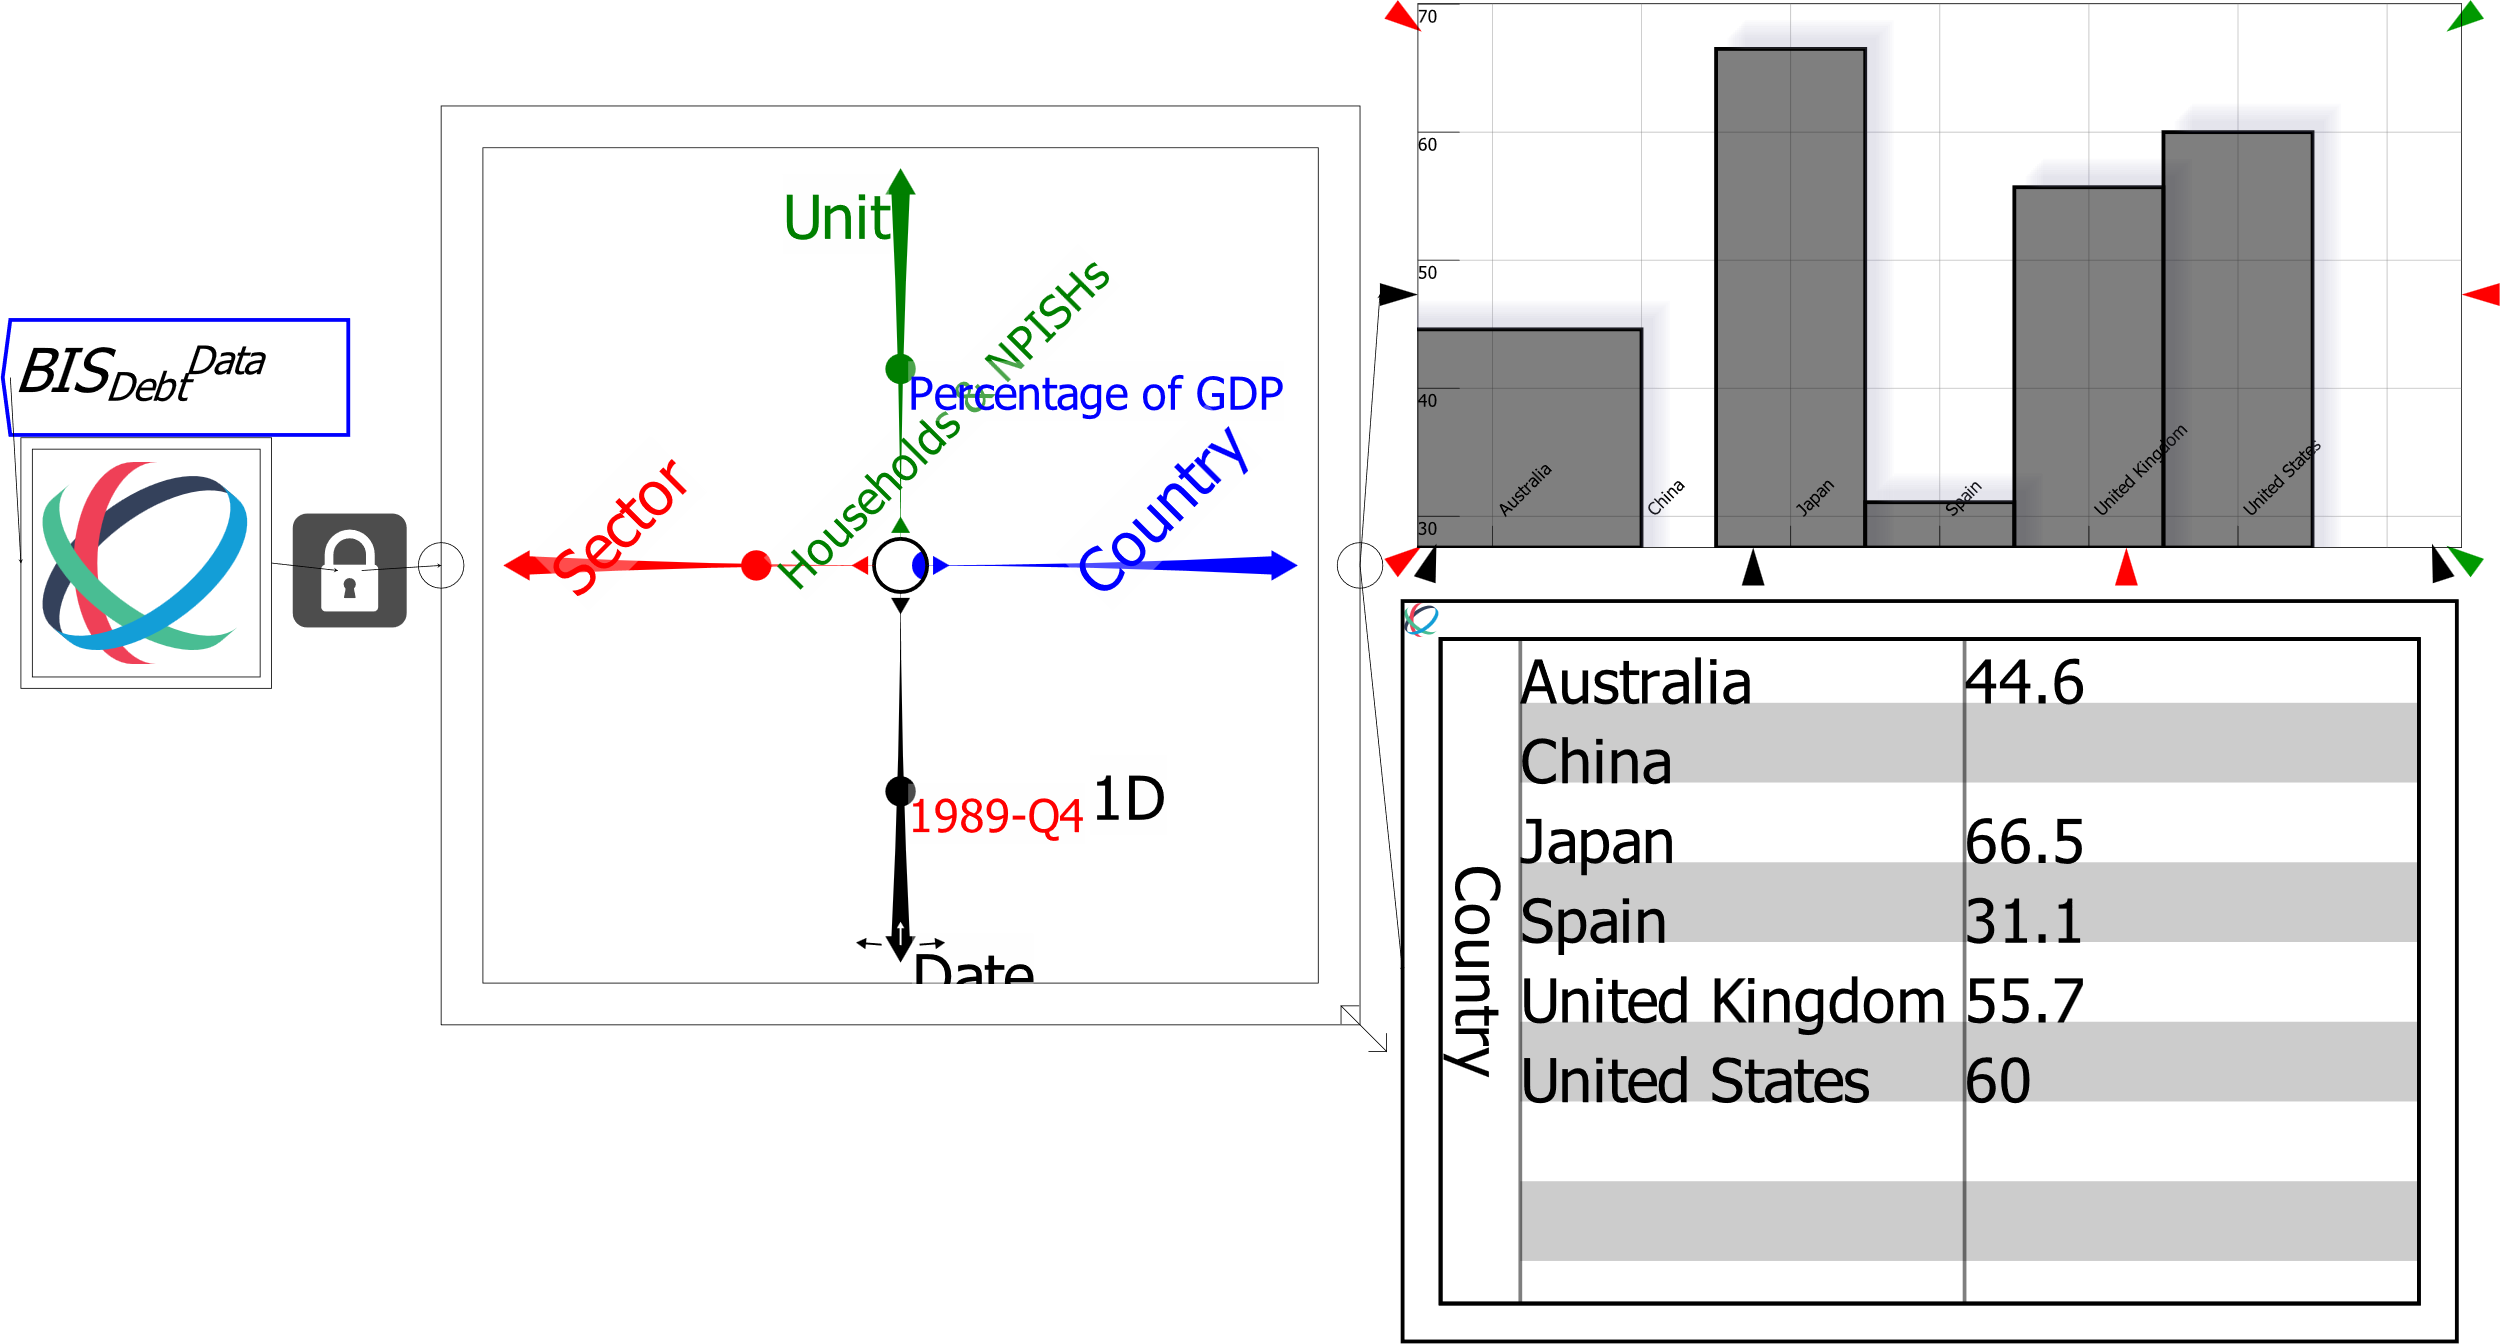 BIS Debt Data
Unit
Households & NPISHs
Percentage of GDP
Sector
Country
1989-Q4
1D
Date
70
60
50
40
30
Australia
China
Japan
Spain
United Kingdom
United States
Country
Australia 44.6
China
Japan 66.5
Spain 31.1
United Kingdom 55.7
United States 60